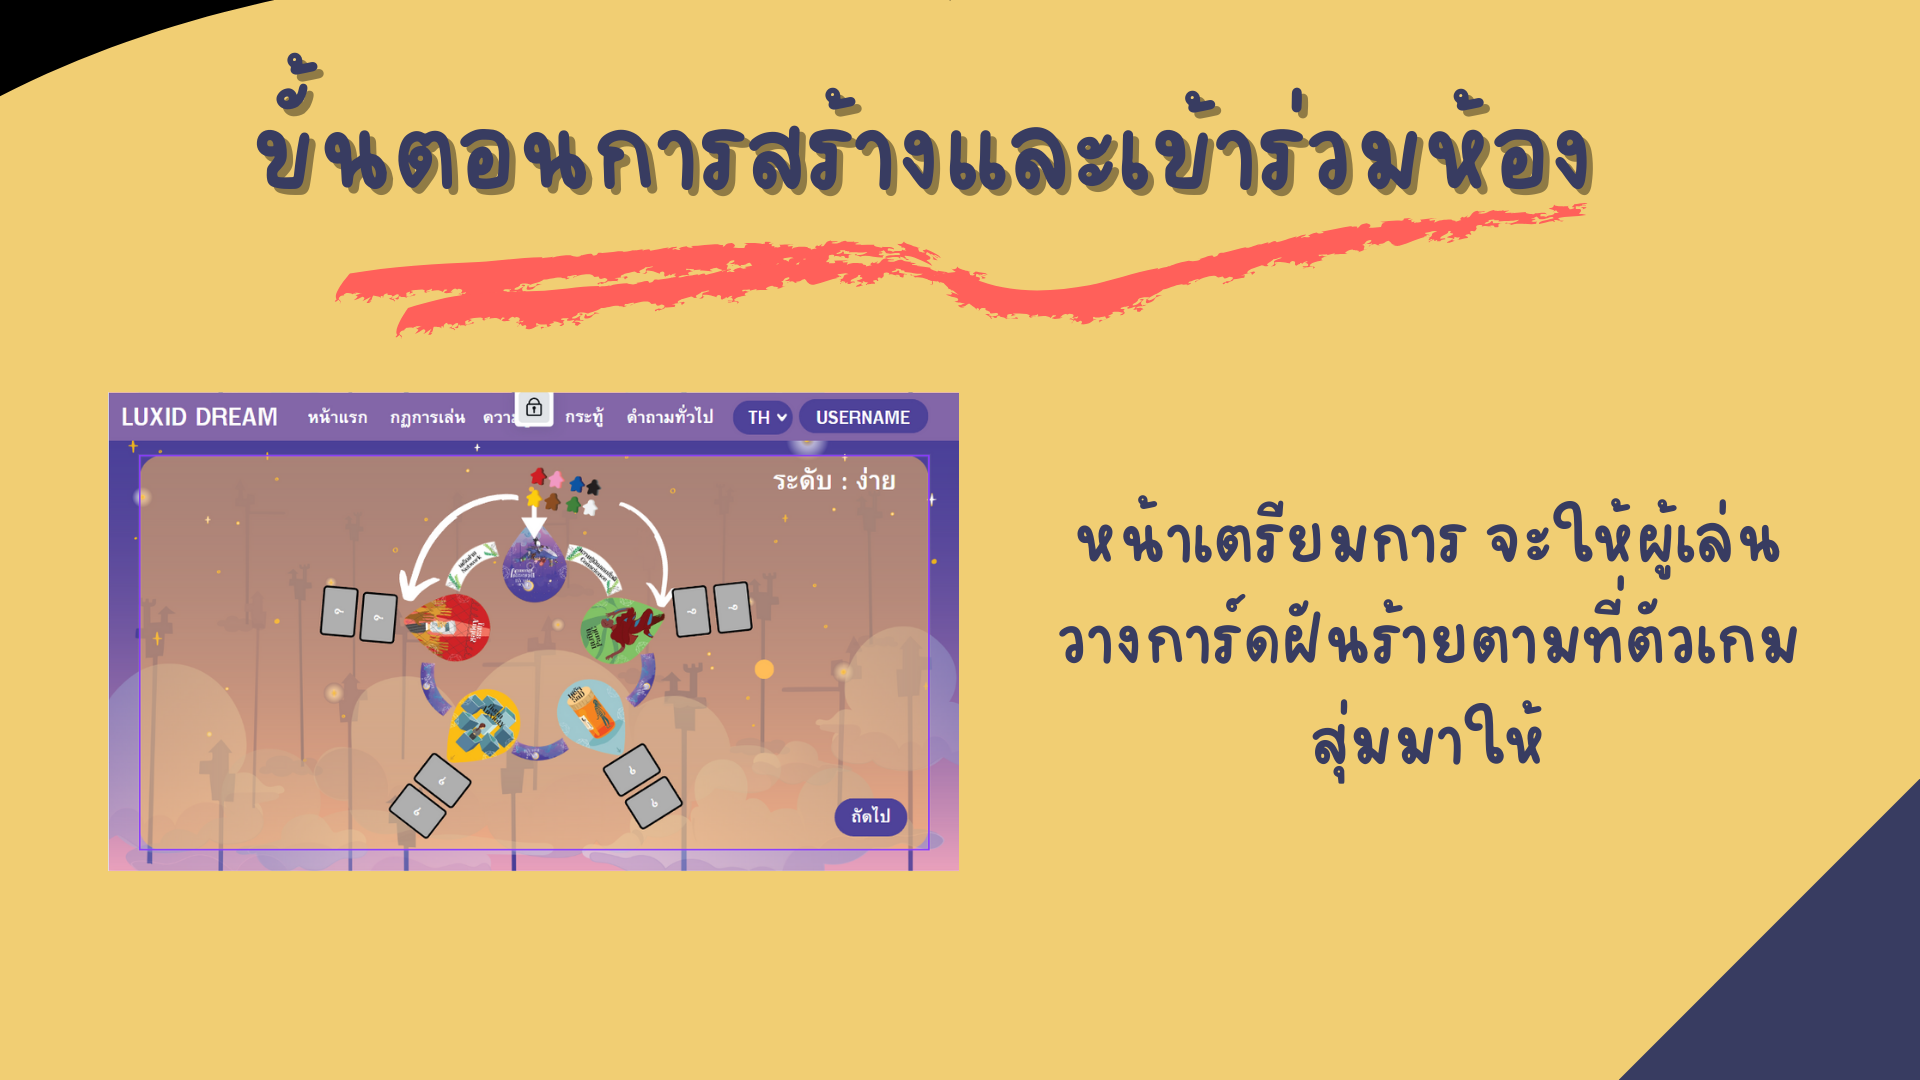 ขั้นตอนการสร้างและเข้าร่วมห้อง
LUXID DREAM หน้าแรก กฏการเล่น กระทู้ คำถามทั่วไป TH USERNAME
ระดับ : ง่าย
ถัดไป
หน้าเตรียมการ จะให้ผู้เล่น
วางการ์ดฝันร้ายตามที่ตัวเกม
สุ่มมาให้